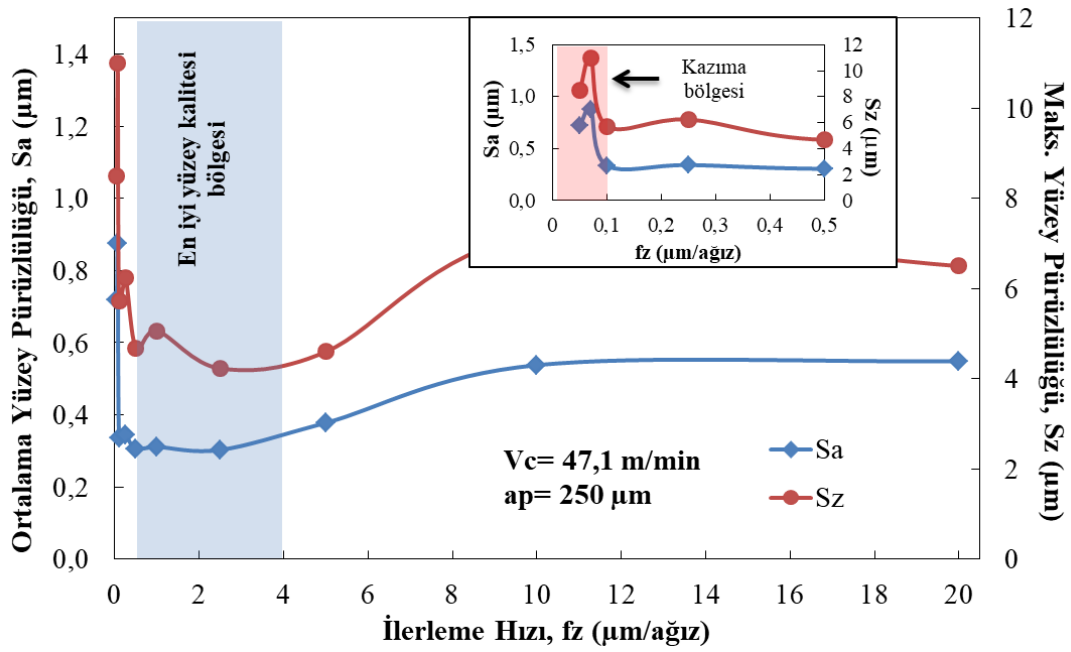 Ortalama Yüzey Pürüzlülüğü, Sa (µm)
1,4
1,2
1,0
0,8
0,6
0,4
0,2
0,0
En iyi yüzey kalitesi
bölgesi
Sa (µm)
1,5
1,0
0,5
0,0
Kazıma
bölgesi
12
10
8
6
4
2
0
Sz (µm)
0 0,1 0,2 0,3 0,4 0,5
fz (µm/ağız)
Vc= 47,1 m/min
ap= 250 µm
Sa
Sz
12
10
8
6
4
2
0
Maks. Yüzey Pürüzlülüğü, Sz (µm)
0 2 4 6 8 10 12 14 16 18 20
İlerleme Hızı, fz (µm/ağız)